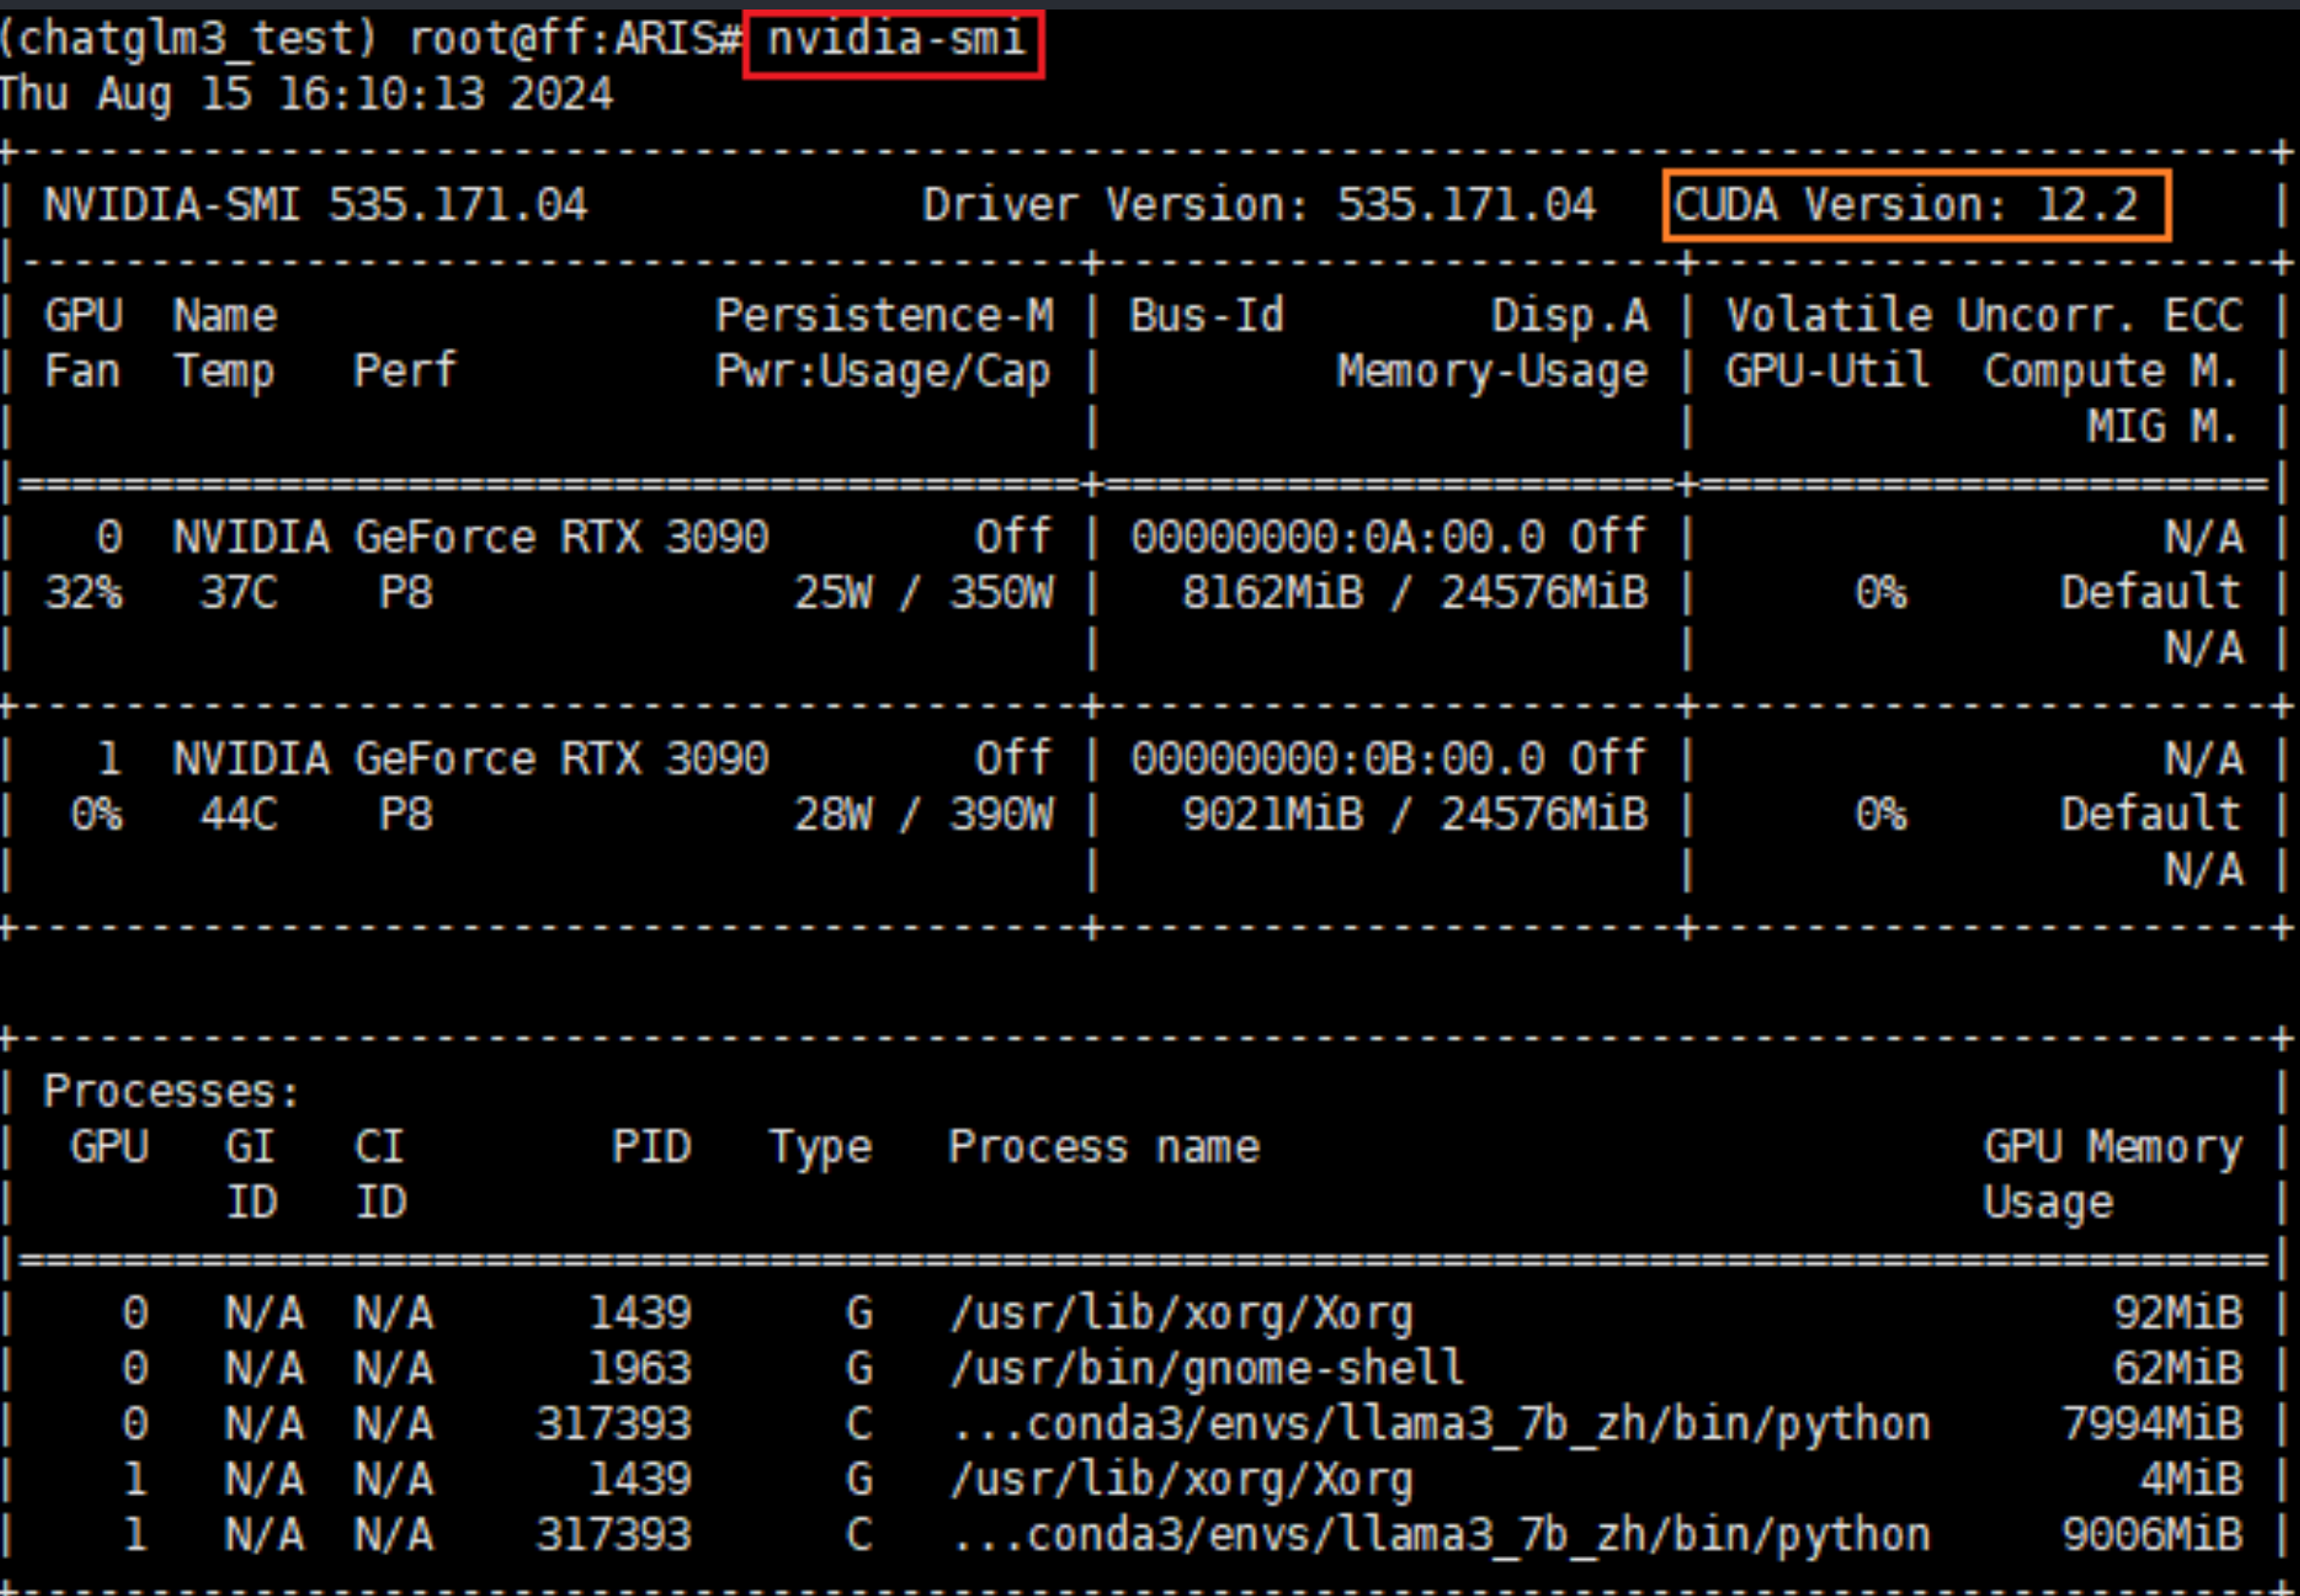 (chatglm3_test) root@ff:ARIS# nvidia-smi
Thu Aug 15 16:10:13 2024
+---------------------------------------------------------------------------------------+
| NVIDIA-SMI 535.171.04             Driver Version: 535.171.04   CUDA Version: 12.2     |
|-----------------------------------------+----------------------+----------------------+
| GPU  Name                 Persistence-M | Bus-Id        Disp.A | Volatile Uncorr. ECC |
| Fan  Temp   Perf          Pwr:Usage/Cap |         Memory-Usage | GPU-Util  Compute M. |
|                                         |                      |               MIG M. |
|=========================================+======================+======================|
|   0  NVIDIA GeForce RTX 3090        Off | 00000000:0A:00.0 Off |                  N/A |
| 32%   37C    P8              25W / 350W |   8162MiB / 24576MiB |      0%      Default |
|                                         |                      |                  N/A |
+-----------------------------------------+----------------------+----------------------+
|   1  NVIDIA GeForce RTX 3090        Off | 00000000:0B:00.0 Off |                  N/A |
|  0%   44C    P8              28W / 390W |   9021MiB / 24576MiB |      0%      Default |
|                                         |                      |                  N/A |
+-----------------------------------------+----------------------+----------------------+
+---------------------------------------------------------------------------------------+
| Processes:                                                                            |
|  GPU   GI   CI        PID   Type   Process name                            GPU Memory |
|        ID   ID                                                             Usage      |
|=======================================================================================|
|    0   N/A  N/A      1439      G   /usr/lib/xorg/Xorg                           92MiB |
|    0   N/A  N/A      1963      G   /usr/bin/gnome-shell                         62MiB |
|    0   N/A  N/A    317393      C   ...conda3/envs/llama3_7b_zh/bin/python     7994MiB |
|    1   N/A  N/A      1439      G   /usr/lib/xorg/Xorg                            4MiB |
|    1   N/A  N/A    317393      C   ...conda3/envs/llama3_7b_zh/bin/python     9006MiB |
+---------------------------------------------------------------------------------------+